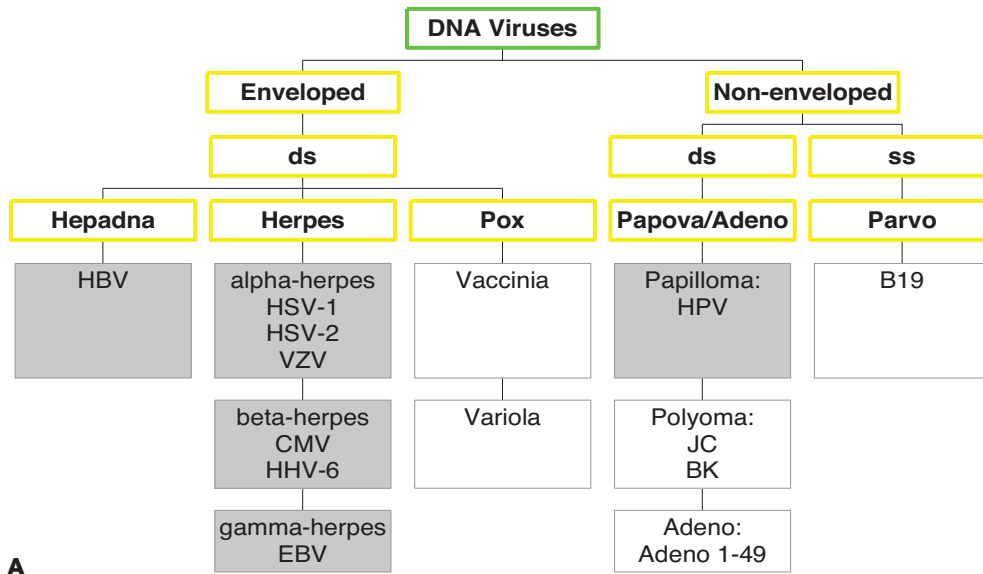 DNA Viruses
Enveloped
Non-enveloped
ds
ds
ss
Hepadna
Herpes
Pox
Papova/Adeno
Parvo
HBV
alpha-herpes
HSV-1
HSV-2
VZV
Vaccinia
Papilloma:
HPV
B19
beta-herpes
CMV
HHV-6
Variola
Polyoma:
JC
BK
gamma-herpes
EBV
Adeno:
Adeno 1-49
A